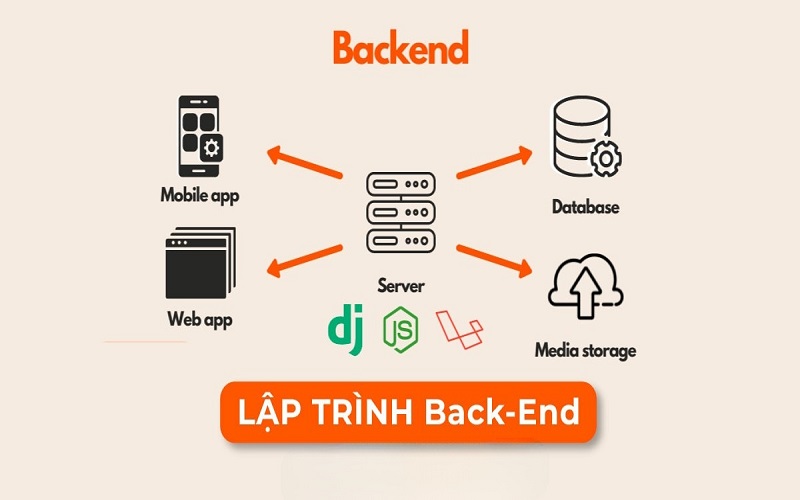 Backend
Mobile app
Database
Web app
Server
Media storage
dj
JS
LẬP TRÌNH Back-End